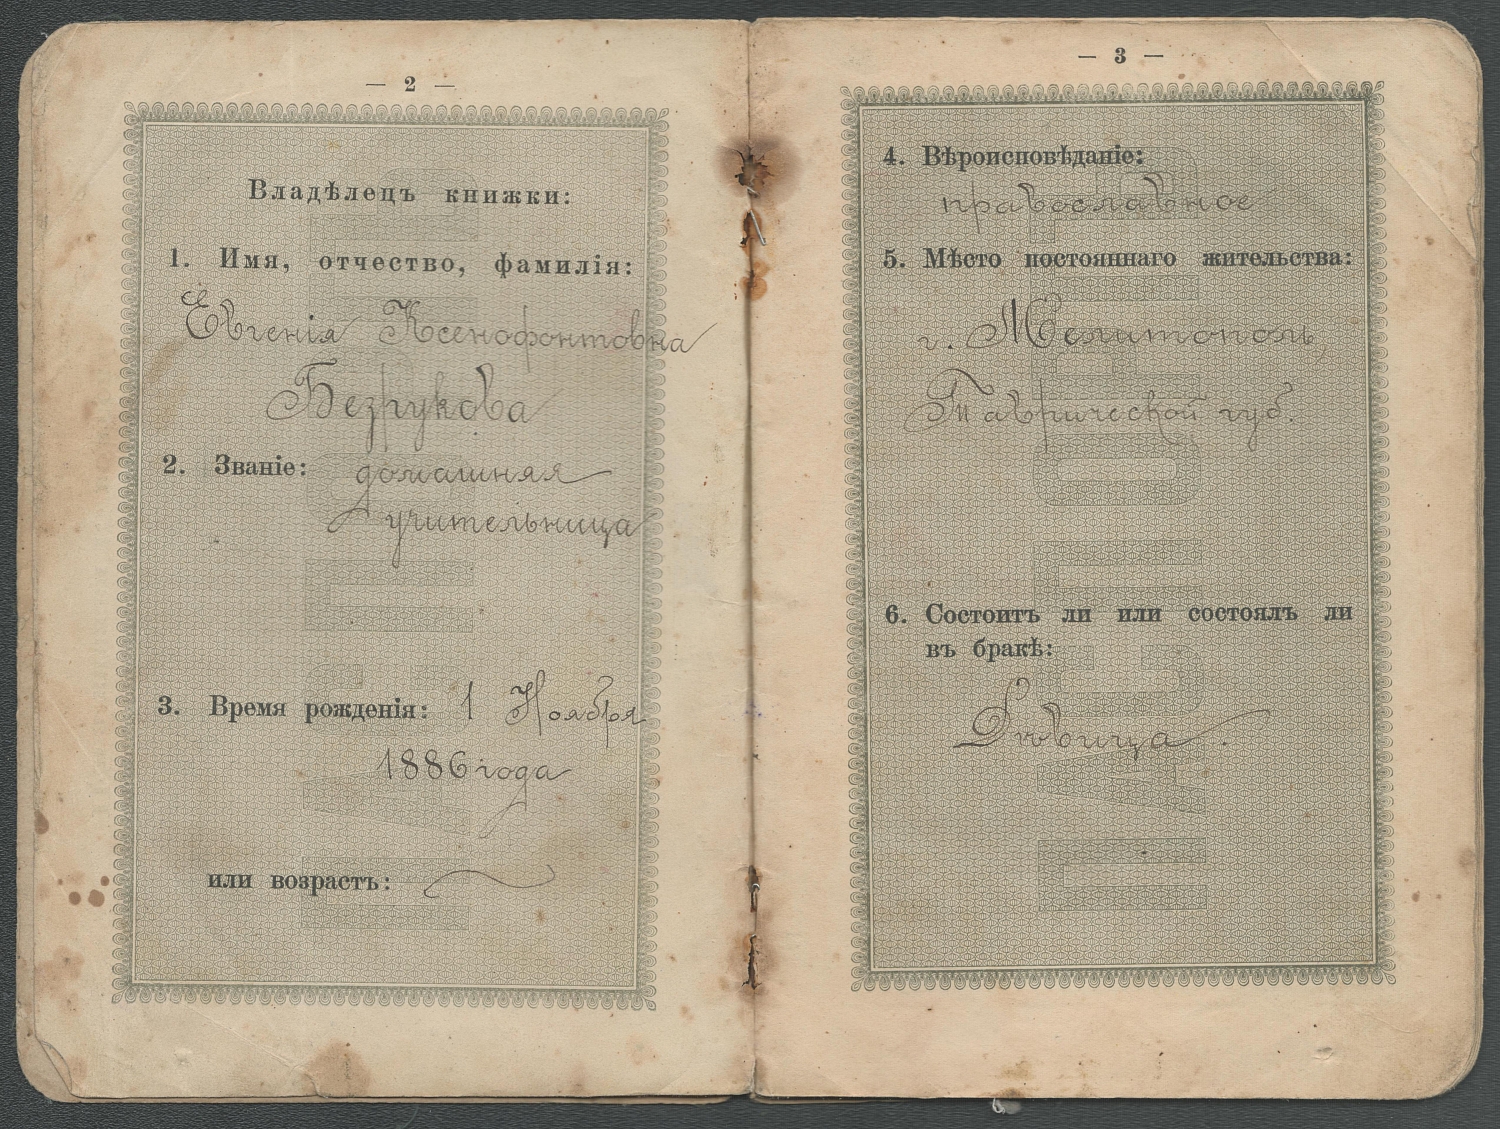 — 2 —
Владѣлецъ книжки:
1. Имя, отчество, фамилія:
Евгенія Ксенофонтовна
Безрукова
2. Званіе: домашняя
учительница
3. Время рожденія: 1 Ноября
1886 года
или возрастъ:
— 3 —
4. Вѣроисповѣданіе:
православное
5. Мѣсто постояннаго жительства:
г. Мелитополь,
Таврической губ.
6. Состоитъ ли или состоялъ ли
въ бракѣ:
Дѣвица.